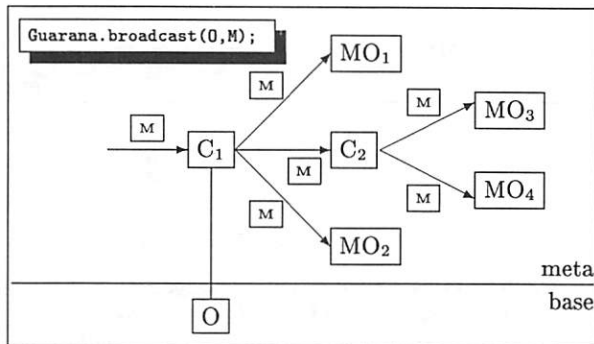 Guarana.broadcast(O,M);
MO₁
M
M
M
MO₃
C₁
C₂
M
M
MO₄
M
MO₂
meta
base
O